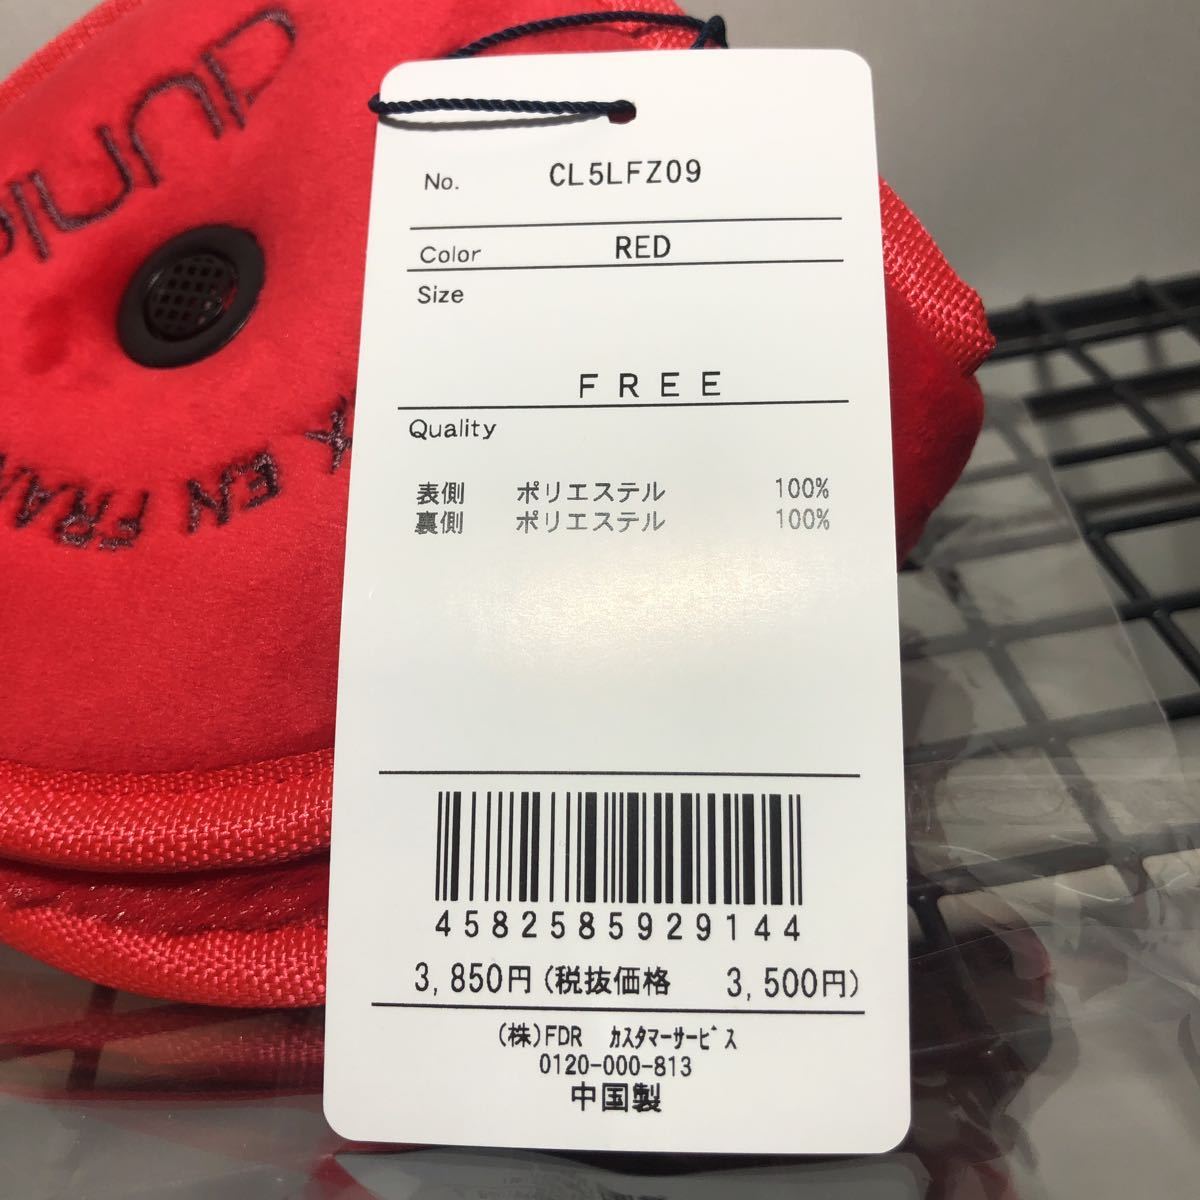 No. CL5LFZ09
Color RED
Size
FREE
Quality
表側 ポリエステル 100%
裏側 ポリエステル 100%
4582585929144
3,850円(税抜価格 3,500円)
(株)FDR ｶｽﾀﾏｰｻｰﾋﾞｽ
0120-000-813
中国製
EN FRAN